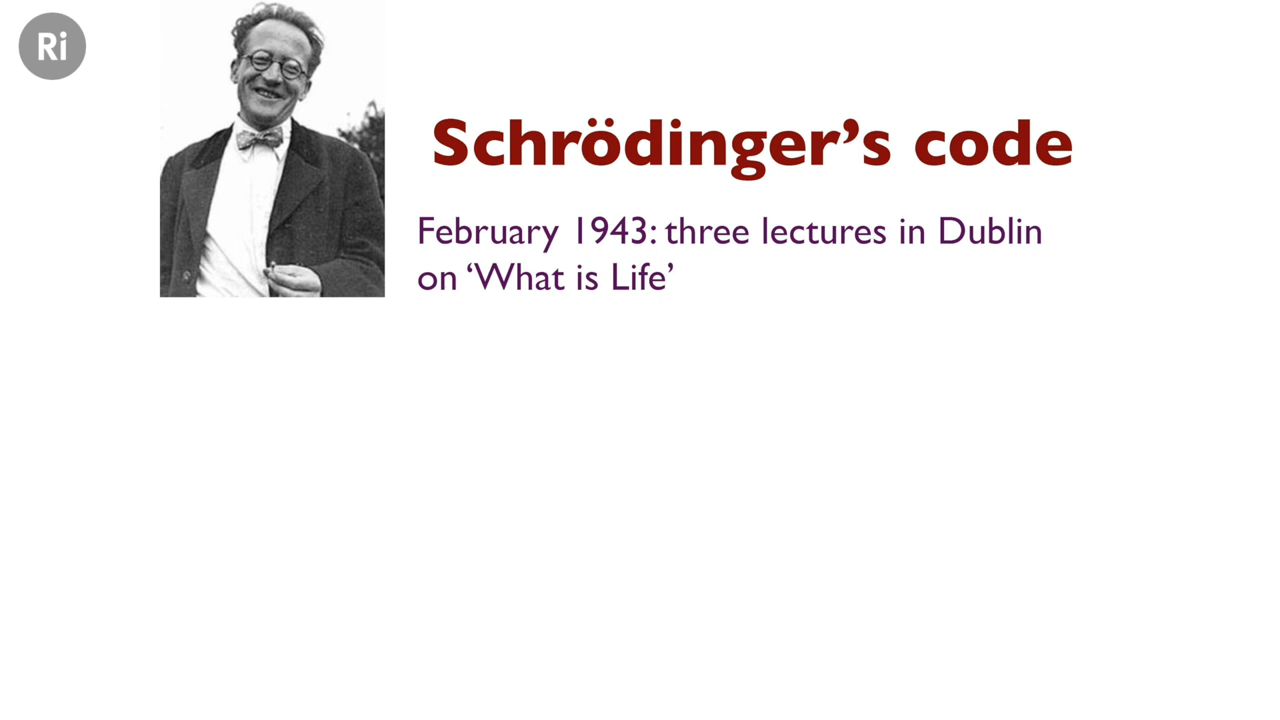 Ri
Schrödinger’s code
February 1943: three lectures in Dublin
on ‘What is Life’